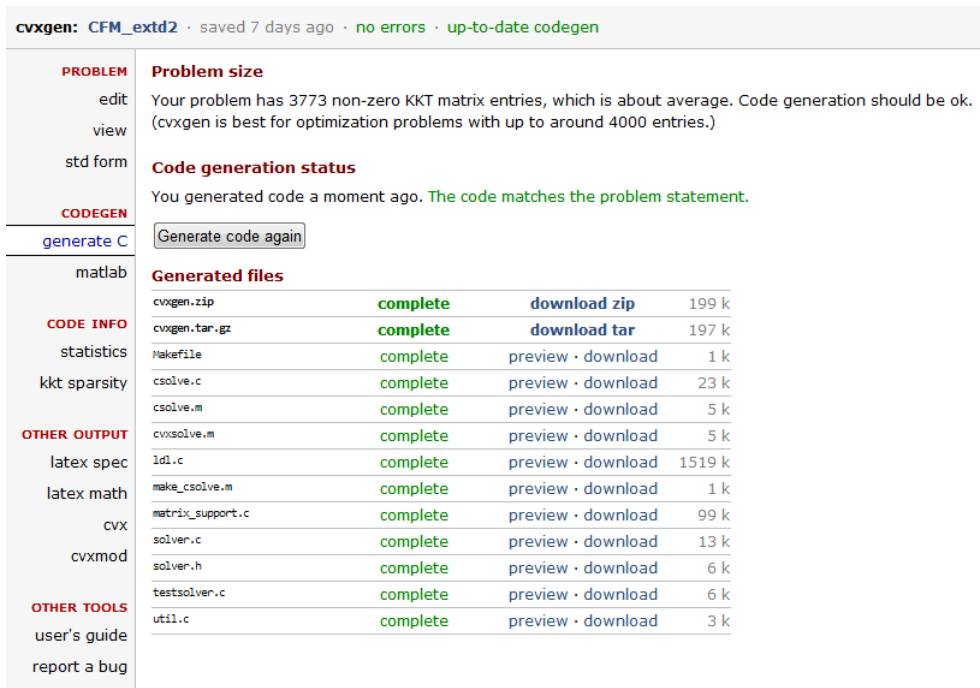 cvxgen: CFM_extd2 · saved 7 days ago · no errors · up-to-date codegen
PROBLEM
edit
view
std form
CODEGEN
generate C
matlab
CODE INFO
statistics
kkt sparsity
OTHER OUTPUT
latex spec
latex math
cvx
cvxmod
OTHER TOOLS
user's guide
report a bug
Problem size
Your problem has 3773 non-zero KKT matrix entries, which is about average. Code generation should be ok.
(cvxgen is best for optimization problems with up to around 4000 entries.)
Code generation status
You generated code a moment ago. The code matches the problem statement.
Generate code again
Generated files
cvxgen.zip complete download zip 199 k
cvxgen.tar.gz complete download tar 197 k
Makefile complete preview · download 1 k
csolve.c complete preview · download 23 k
csolve.m complete preview · download 5 k
cvxsolve.m complete preview · download 5 k
ldl.c complete preview · download 1519 k
make_csolve.m complete preview · download 1 k
matrix_support.c complete preview · download 99 k
solver.c complete preview · download 13 k
solver.h complete preview · download 6 k
testsolver.c complete preview · download 6 k
util.c complete preview · download 3 k